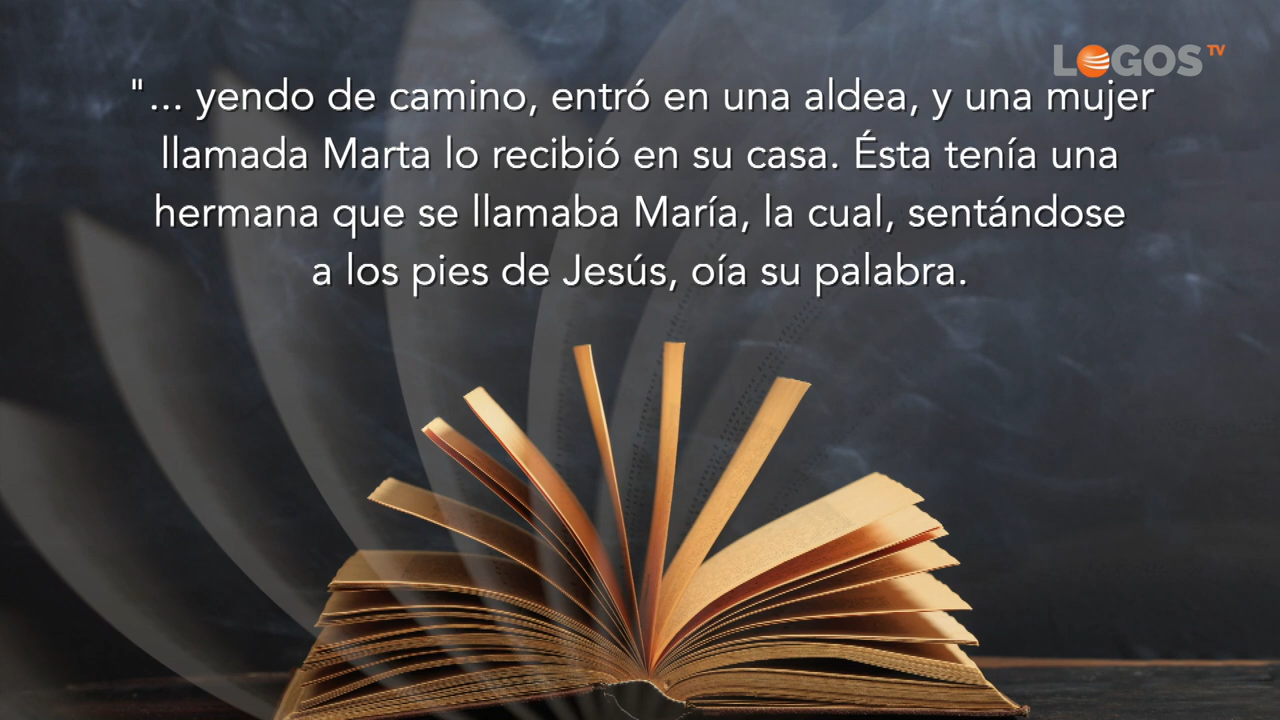 LOGOS TV
"... yendo de camino, entró en una aldea, y una mujer
llamada Marta lo recibió en su casa. Ésta tenía una
hermana que se llamaba María, la cual, sentándose
a los pies de Jesús, oía su palabra.